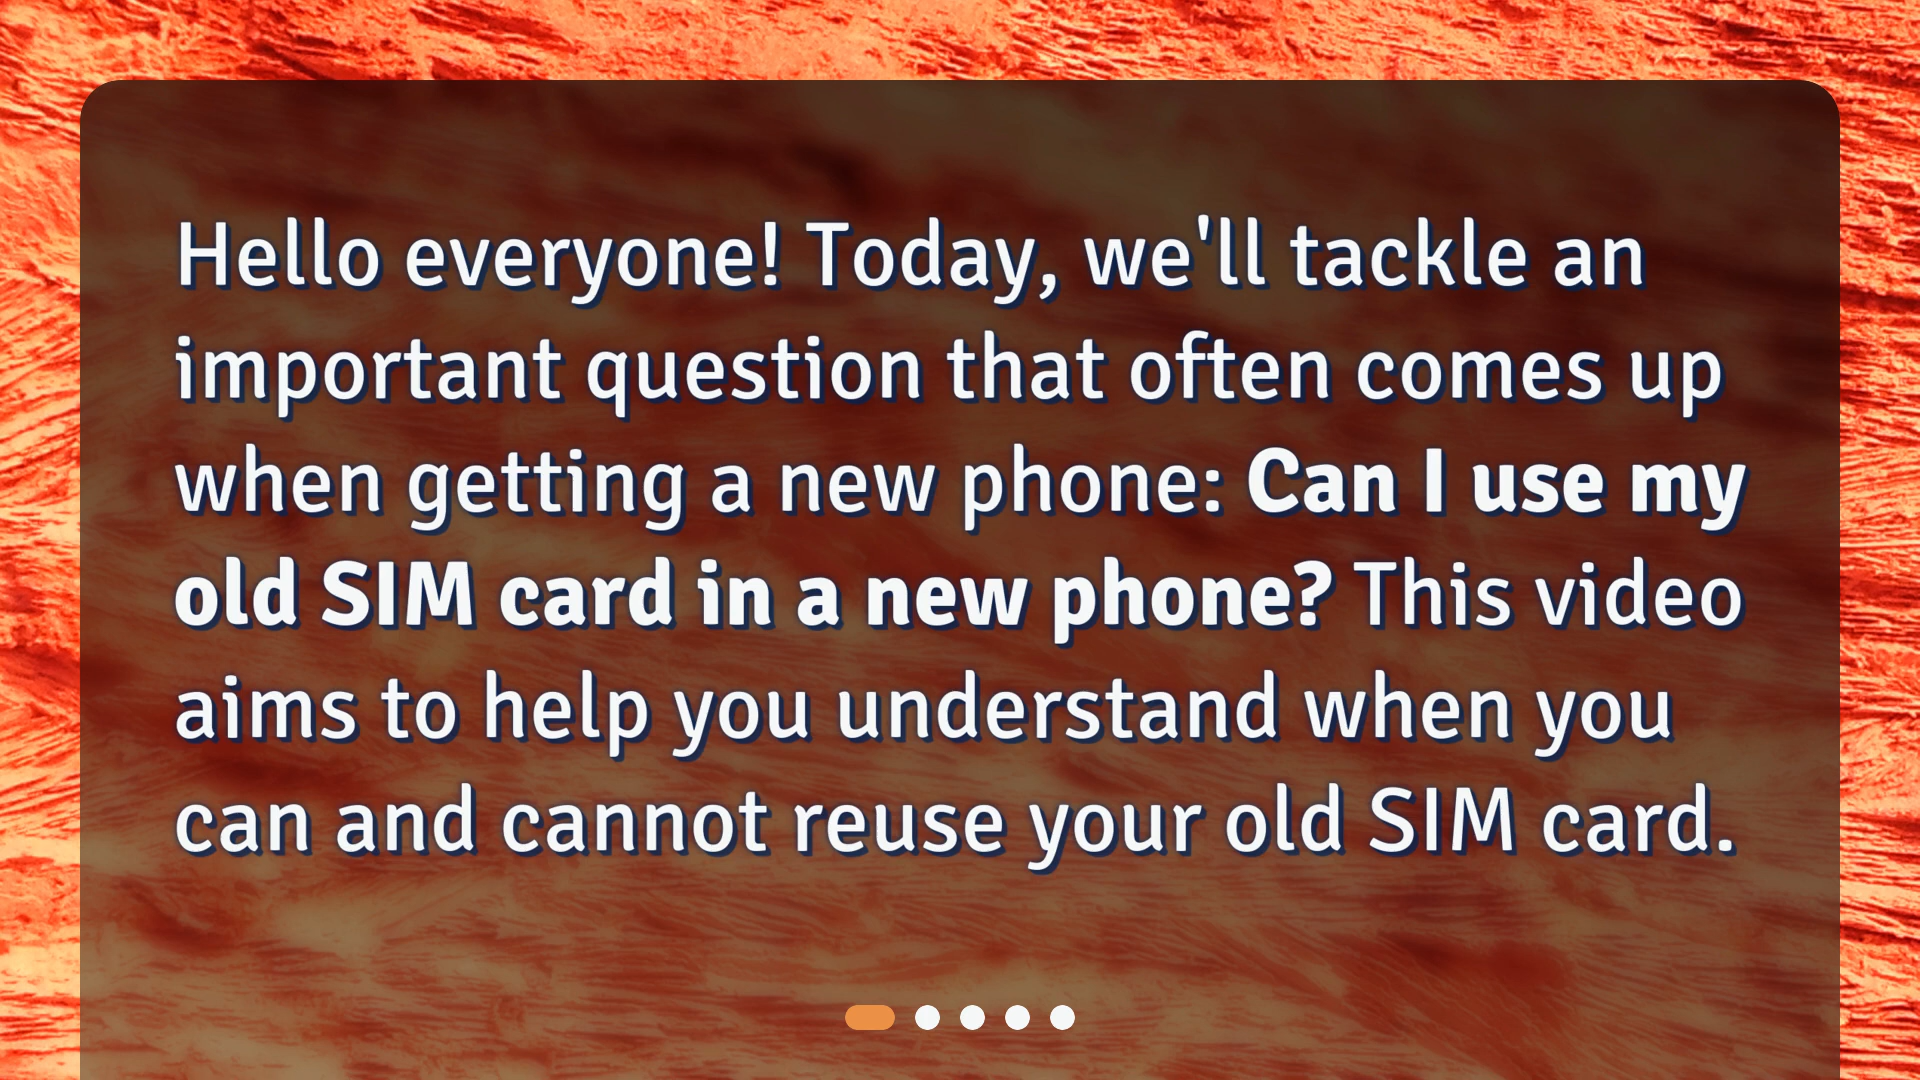 Hello everyone! Today, we'll tackle an
important question that often comes up
when getting a new phone: Can I use my
old SIM card in a new phone? This video
aims to help you understand when you
can and cannot reuse your old SIM card.